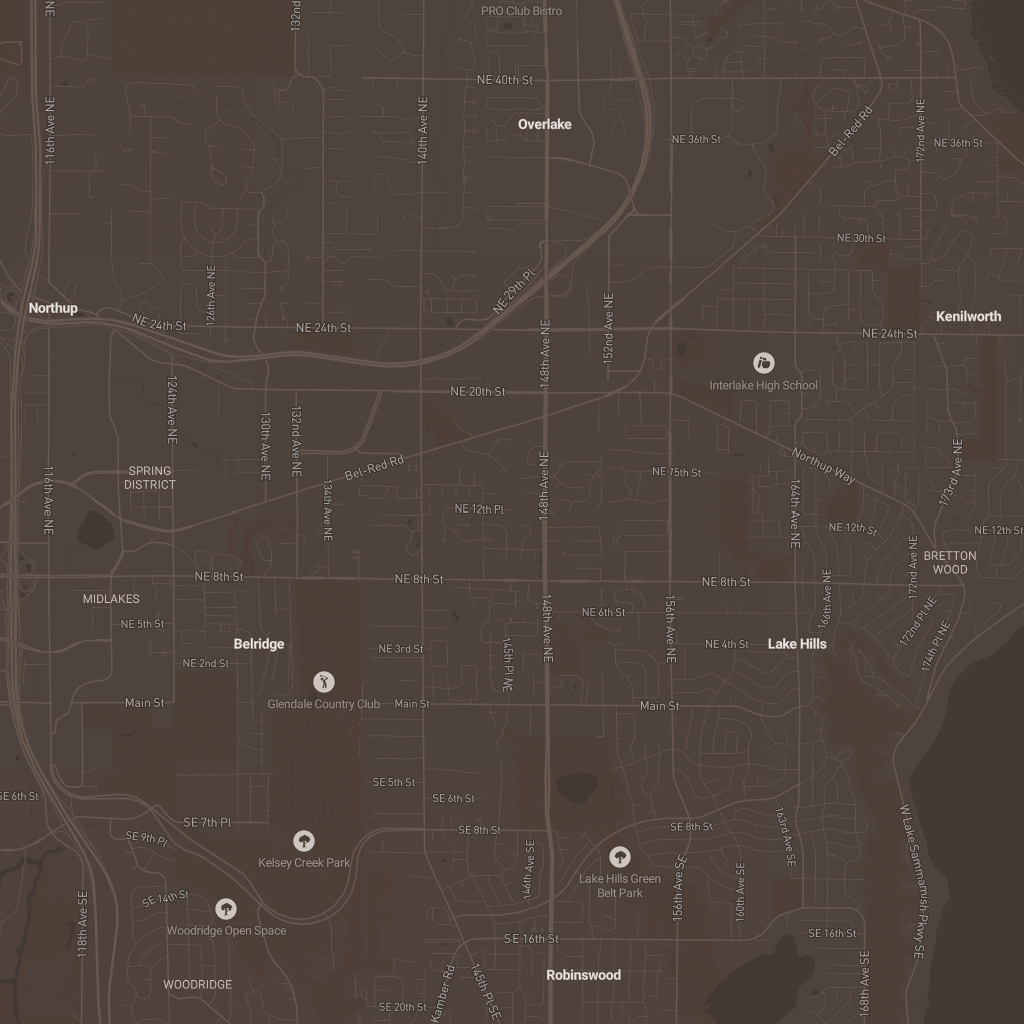 PRO Club Bistro
NE
132nd
NE 40th St
Overlake
116th Ave NE
140th Ave NE
NE 36th St
Bel-Red Rd
172nd Ave NE
NE 36th St
NE 30th St
126th Ave NE
NE 29th Pl
Northup
NE 24th St
NE 24th St
148th Ave NE
152nd Ave NE
NE 24th St
Kenilworth
Interlake High School
NE 20th St
124th Ave NE
130th Ave NE
132nd Ave NE
Bel-Red Rd
SPRING
DISTRICT
116th Ave NE
134th Ave NE
148th Ave NE
NE 15th St
Northup Way
173rd Ave NE
164th Ave NE
NE 12th Pl
NE 12th St
NE 12th St
BRETTON
WOOD
172nd Ave NE
NE 8th St
NE 8th St
NE 8th St
MIDLAKES
NE 5th St
148th Ave NE
NE 6th St
156th Ave NE
166th Ave NE
172nd Pl NE
174th Pl NE
Belridge
NE 3rd St
145th Pl NE
NE 4th St
Lake Hills
NE 2nd St
Main St
Glendale Country Club
Main St
Main St
SE 5th St
SE 6th St
SE 6th St
SE 7th Pl
SE 9th Pl
SE 8th St
SE 8th St
163rd Ave SE
W Lake Sammamish Pkwy SE
Kelsey Creek Park
146th Ave SE
Lake Hills Green
Belt Park
156th Ave SE
160th Ave SE
SE 14th St
118th Ave SE
Woodridge Open Space
SE 16th St
SE 16th St
WOODRIDGE
Kamber Rd
145th Pl SE
Robinswood
168th Ave SE
SE 20th St